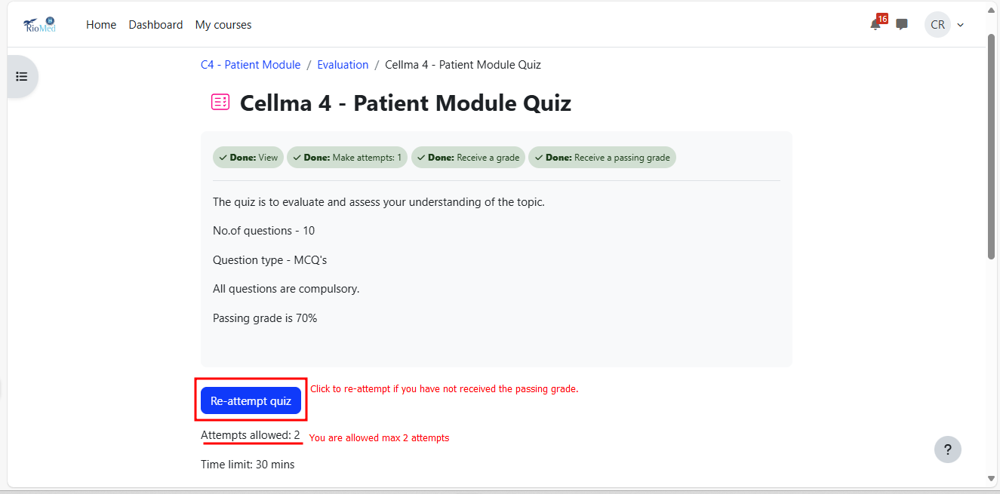 RioMed
25
Home Dashboard My courses
16
CR
C4 - Patient Module / Evaluation / Cellma 4 - Patient Module Quiz
Cellma 4 - Patient Module Quiz
Done: View Done: Make attempts: 1 Done: Receive a grade Done: Receive a passing grade
The quiz is to evaluate and assess your understanding of the topic.
No.of questions - 10
Question type - MCQ's
All questions are compulsory.
Passing grade is 70%
Re-attempt quiz Click to re-attempt if you have not received the passing grade.
Attempts allowed: 2 You are allowed max 2 attempts
?
Time limit: 30 mins